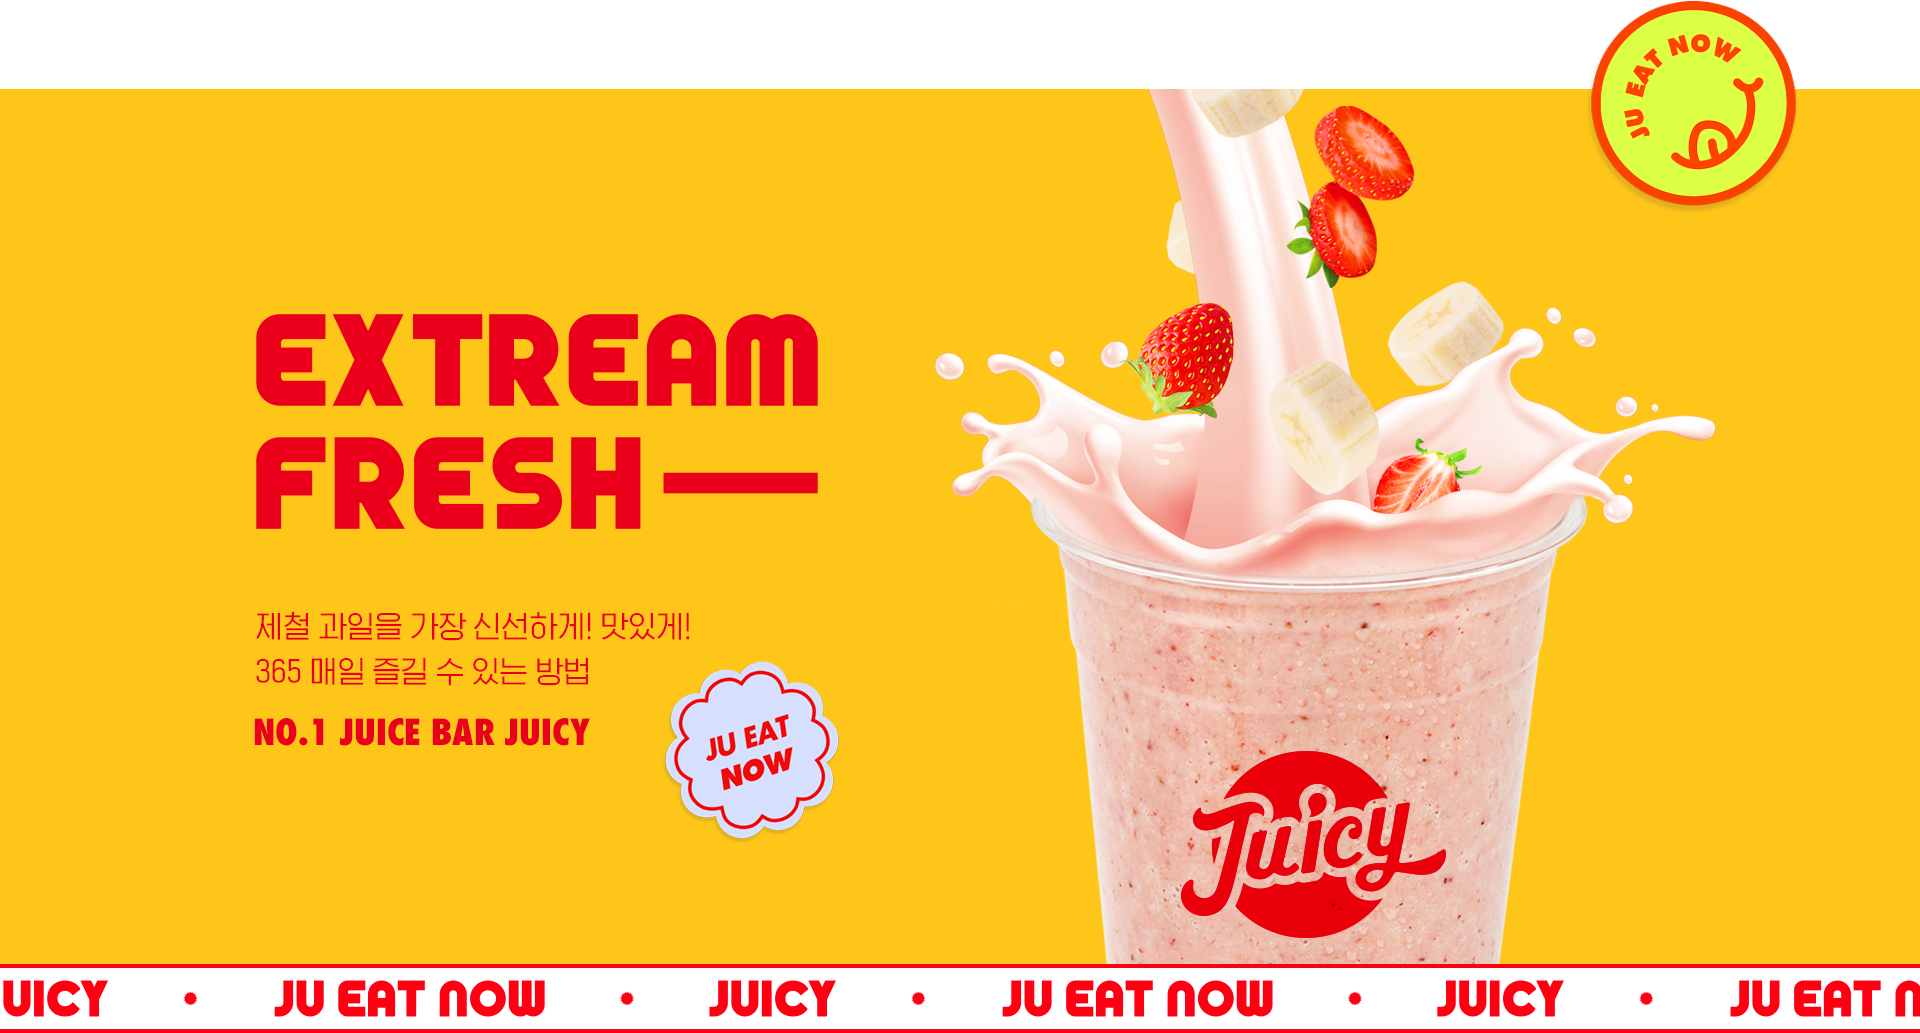 JU EAT NOW
EXTREAM
FRESH
제철 과일을 가장 신선하게! 맛있게!
365 매일 즐길 수 있는 방법
NO.1 JUICE BAR JUICY
JU EAT
NOW
Juicy
UICY • JU EAT NOW • JUICY • JU EAT NOW • JUICY • JU EAT N